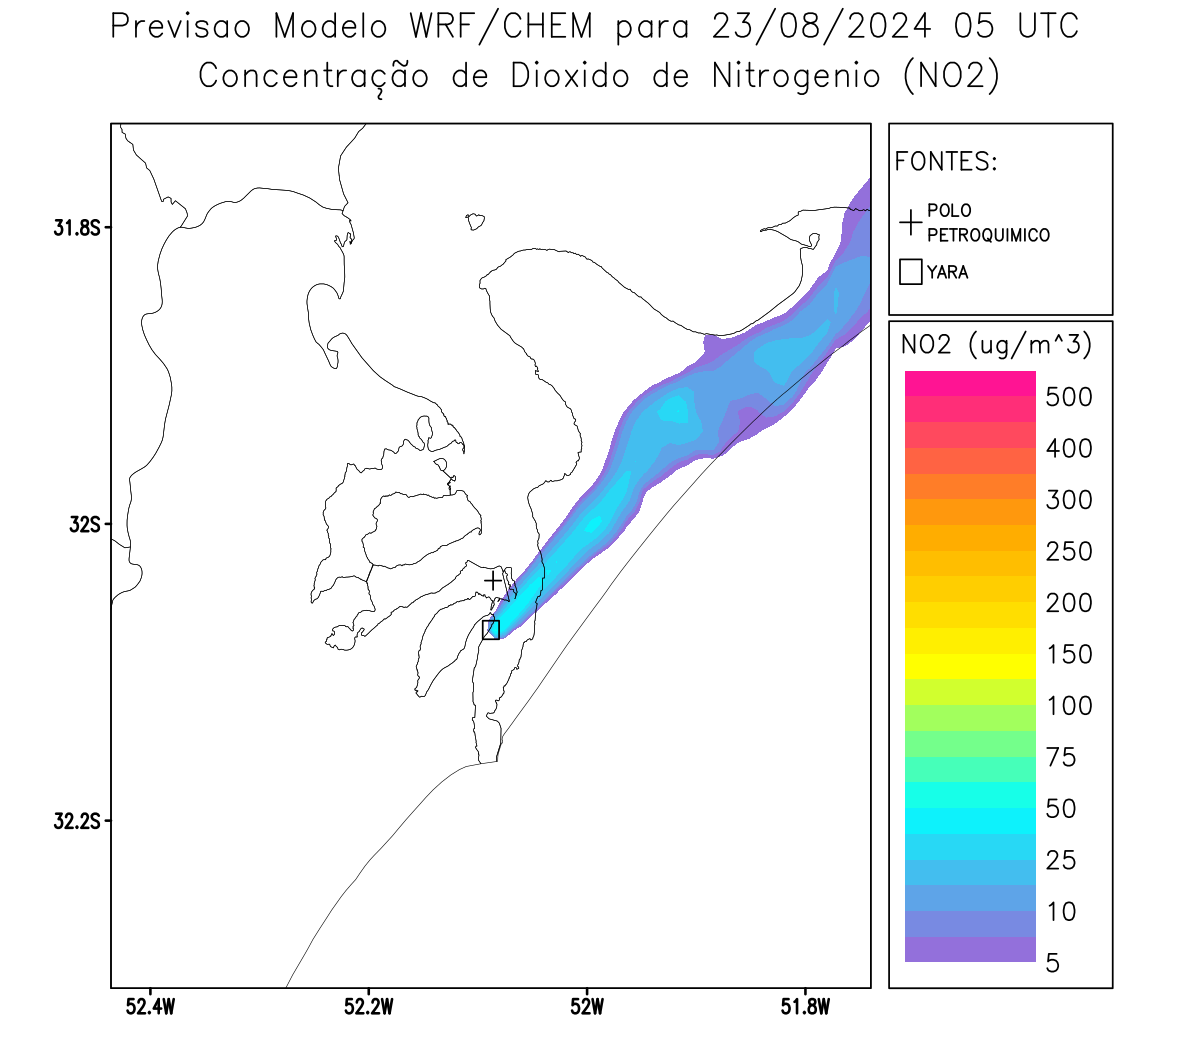 Previsao Modelo WRF/CHEM para 23/08/2024 05 UTC
Concentração de Dioxido de Nitrogenio (NO2)
FONTES:
POLO
PETROQUIMICO
YARA
31.8S
32S
32.2S
52.4W
52.2W
52W
51.8W
NO2 (ug/m^3)
500
400
300
250
200
150
100
75
50
25
10
5